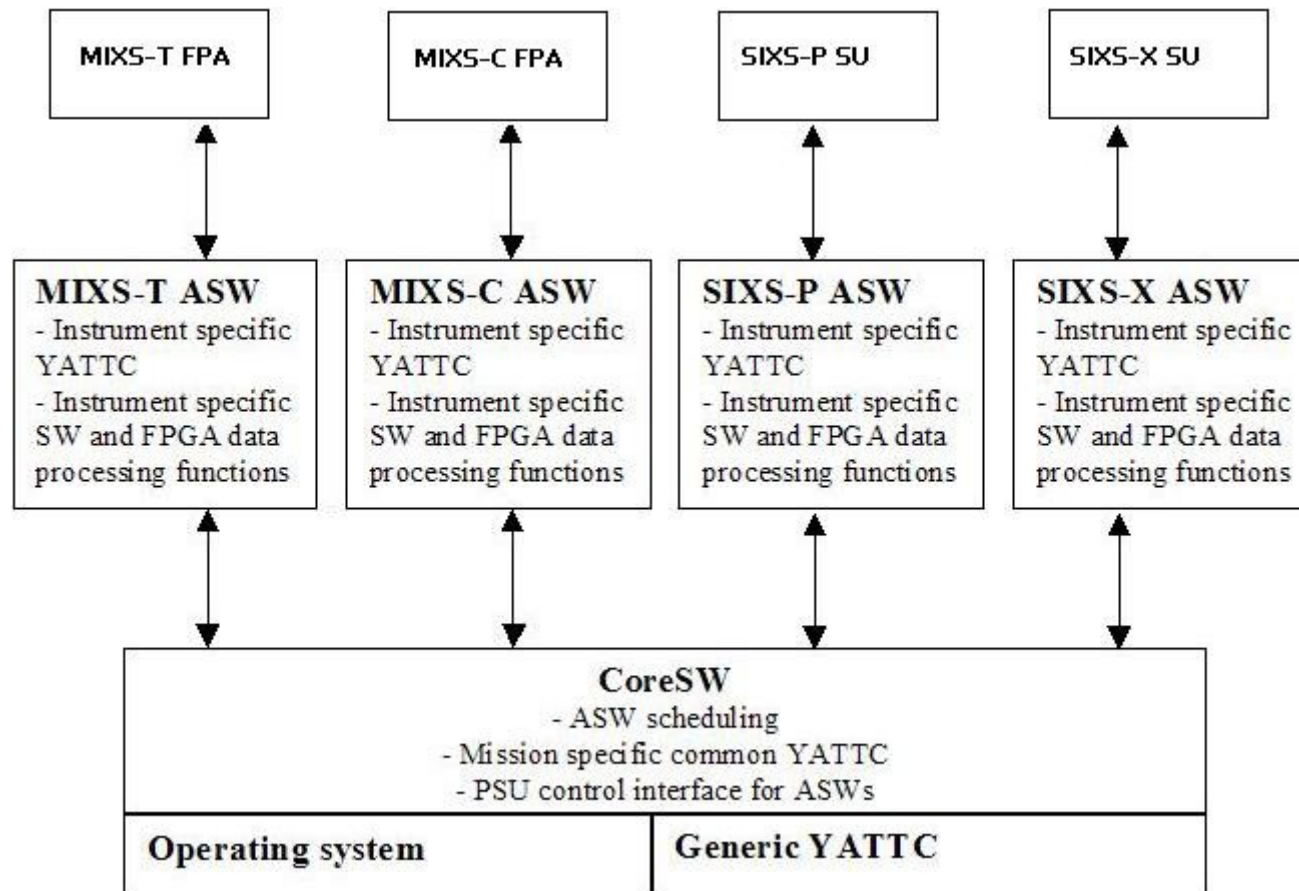 MIXS-T FPA
MIXS-C FPA
SIXS-P SU
SIXS-X SU
MIXS-T ASW
- Instrument specific
YATTC
- Instrument specific
SW and FPGA data
processing functions
MIXS-C ASW
- Instrument specific
YATTC
- Instrument specific
SW and FPGA data
processing functions
SIXS-P ASW
- Instrument specific
YATTC
- Instrument specific
SW and FPGA data
processing functions
SIXS-X ASW
- Instrument specific
YATTC
- Instrument specific
SW and FPGA data
processing functions
CoreSW
- ASW scheduling
- Mission specific common YATTC
- PSU control interface for ASWs
Operating system
Generic YATTC